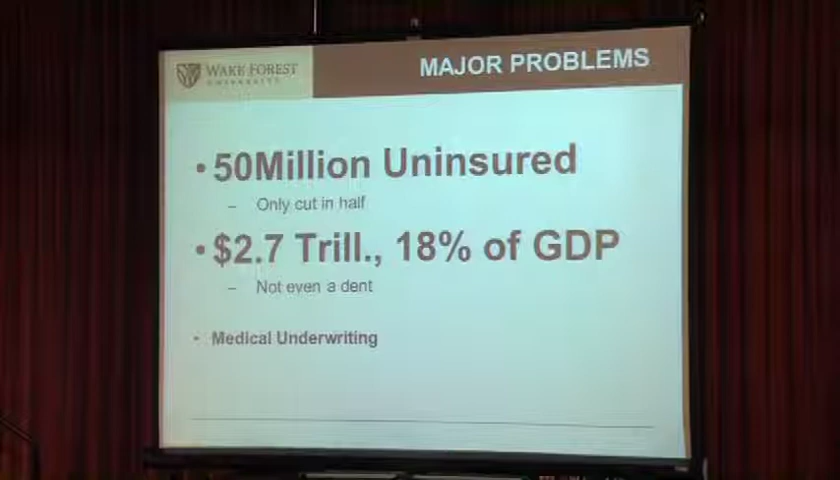 WAKE FOREST
UNIVERSITY
MAJOR PROBLEMS
• 50Million Uninsured
– Only cut in half
• $2.7 Trill., 18% of GDP
– Not even a dent
• Medical Underwriting